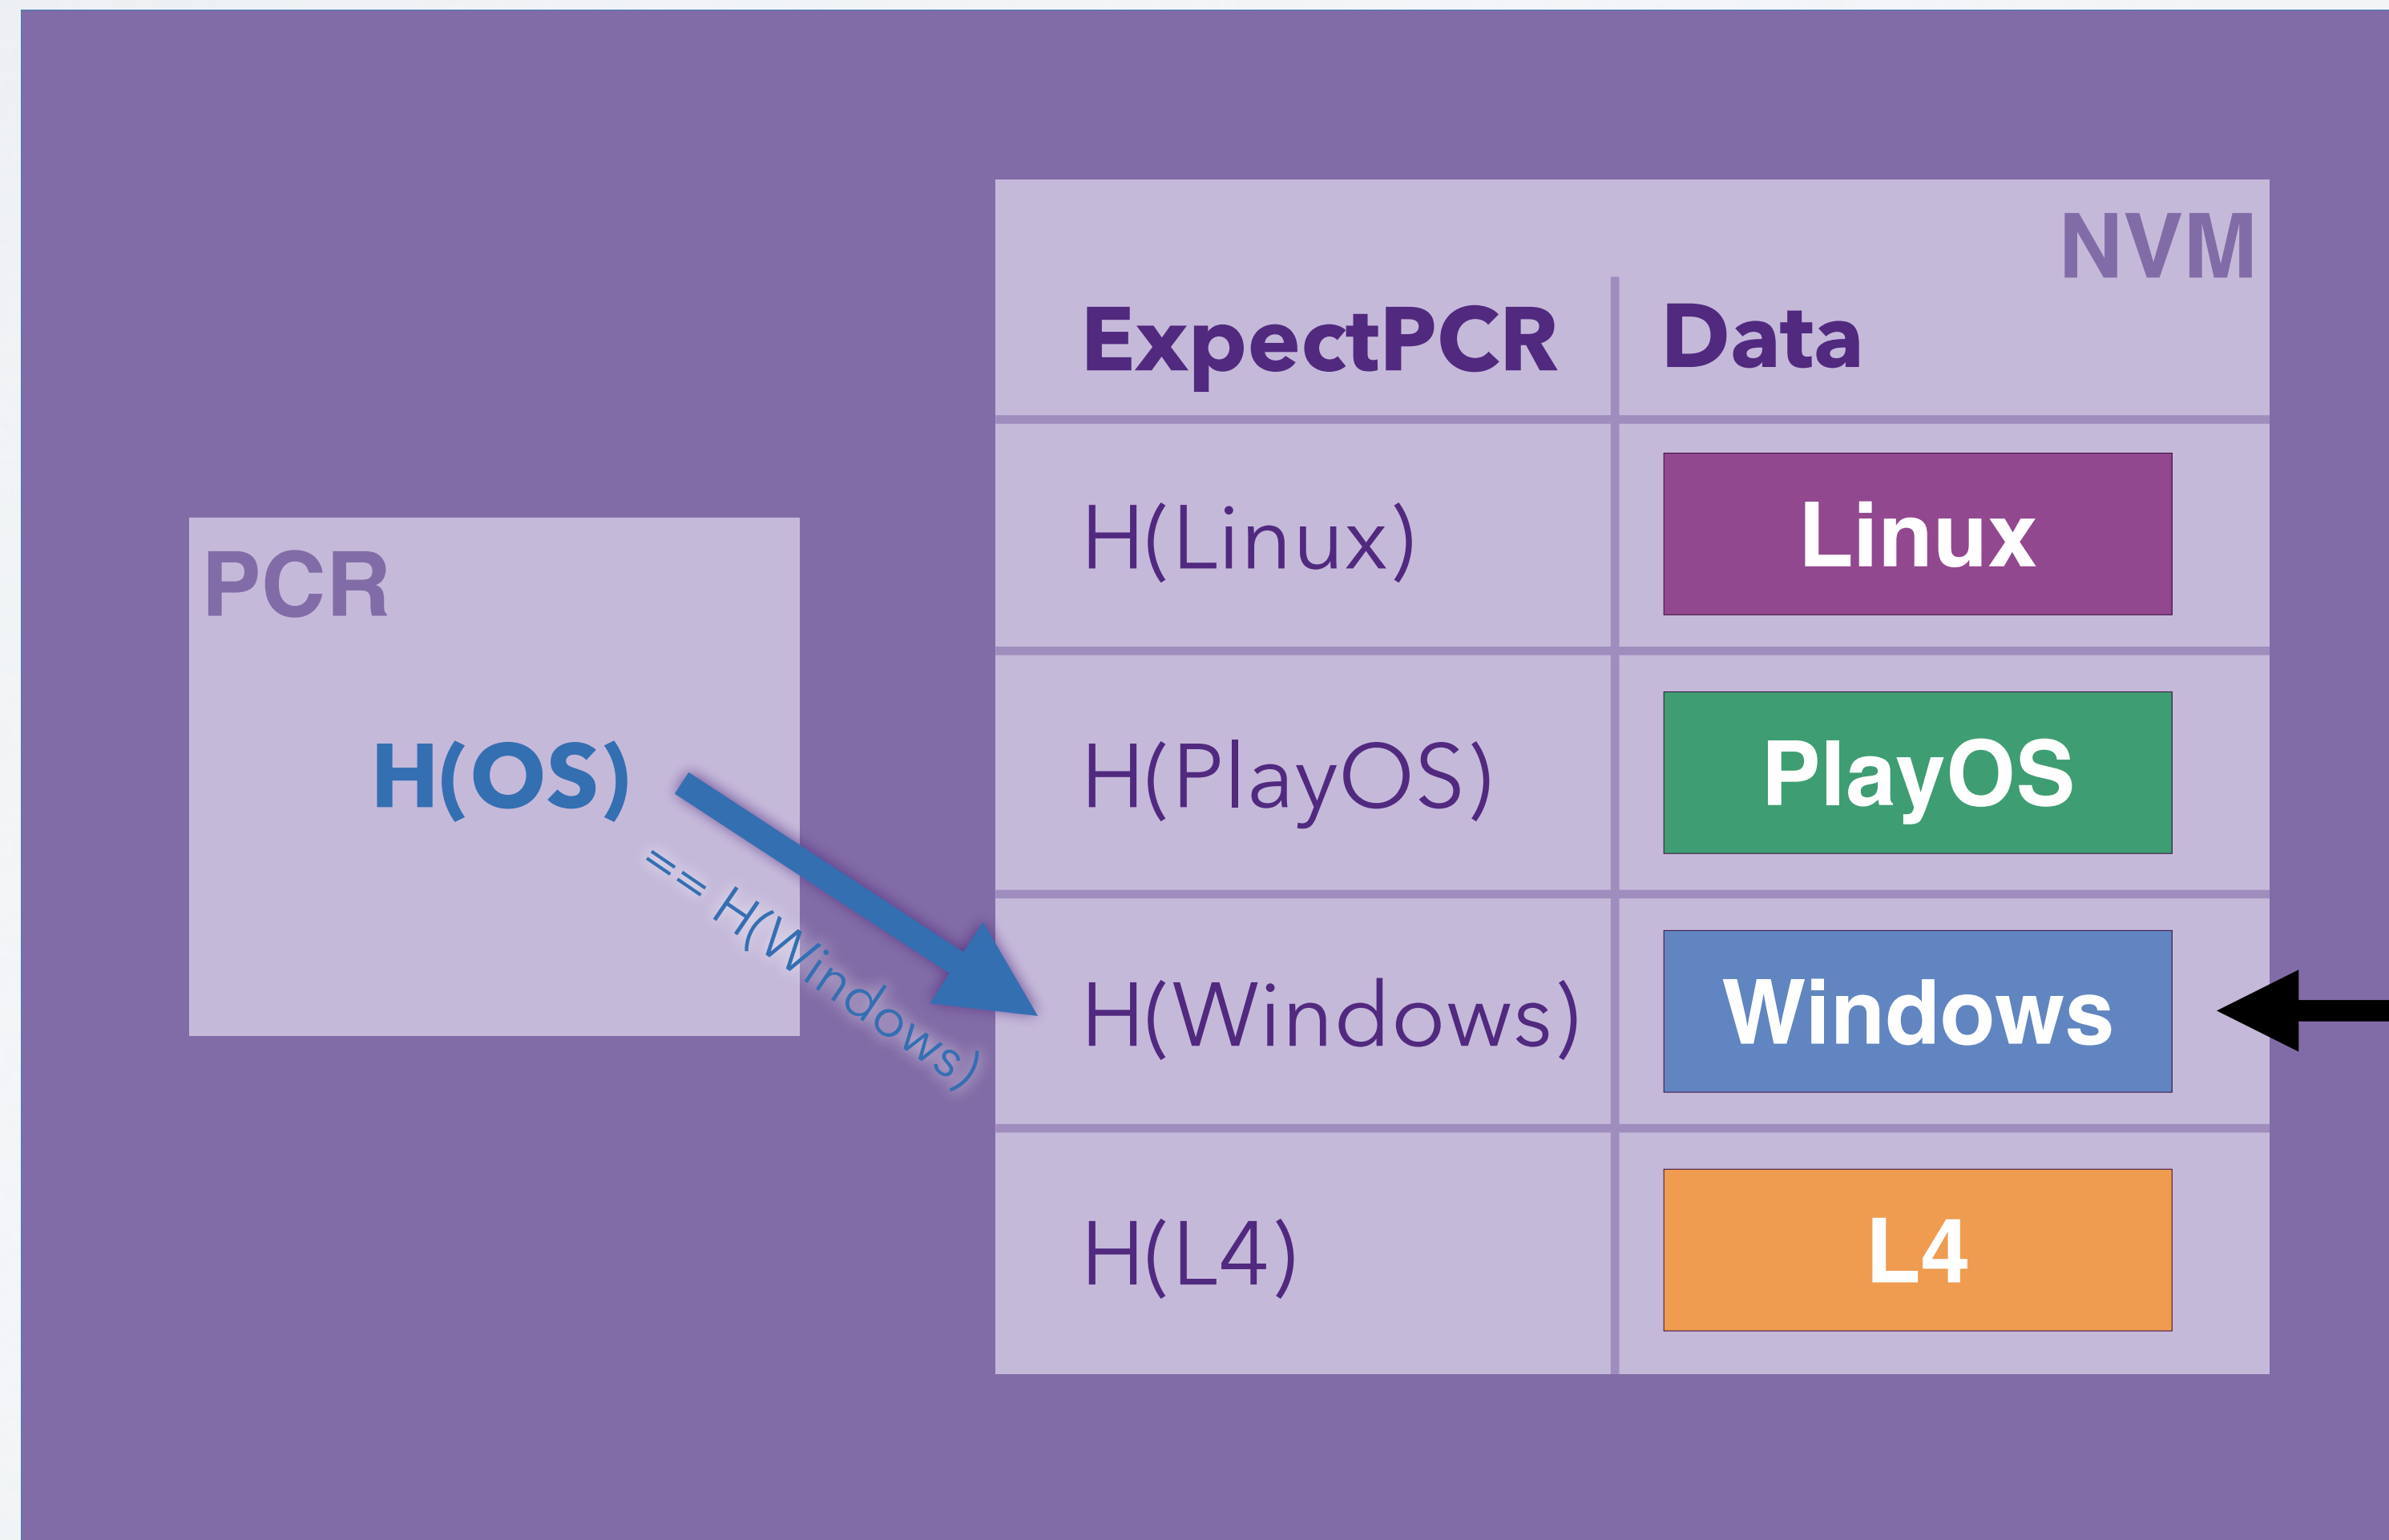 NVM
ExpectPCR Data
H(Linux) Linux
PCR
H(OS)
== H(Windows)
H(PlayOS) PlayOS
H(Windows) Windows
H(L4) L4